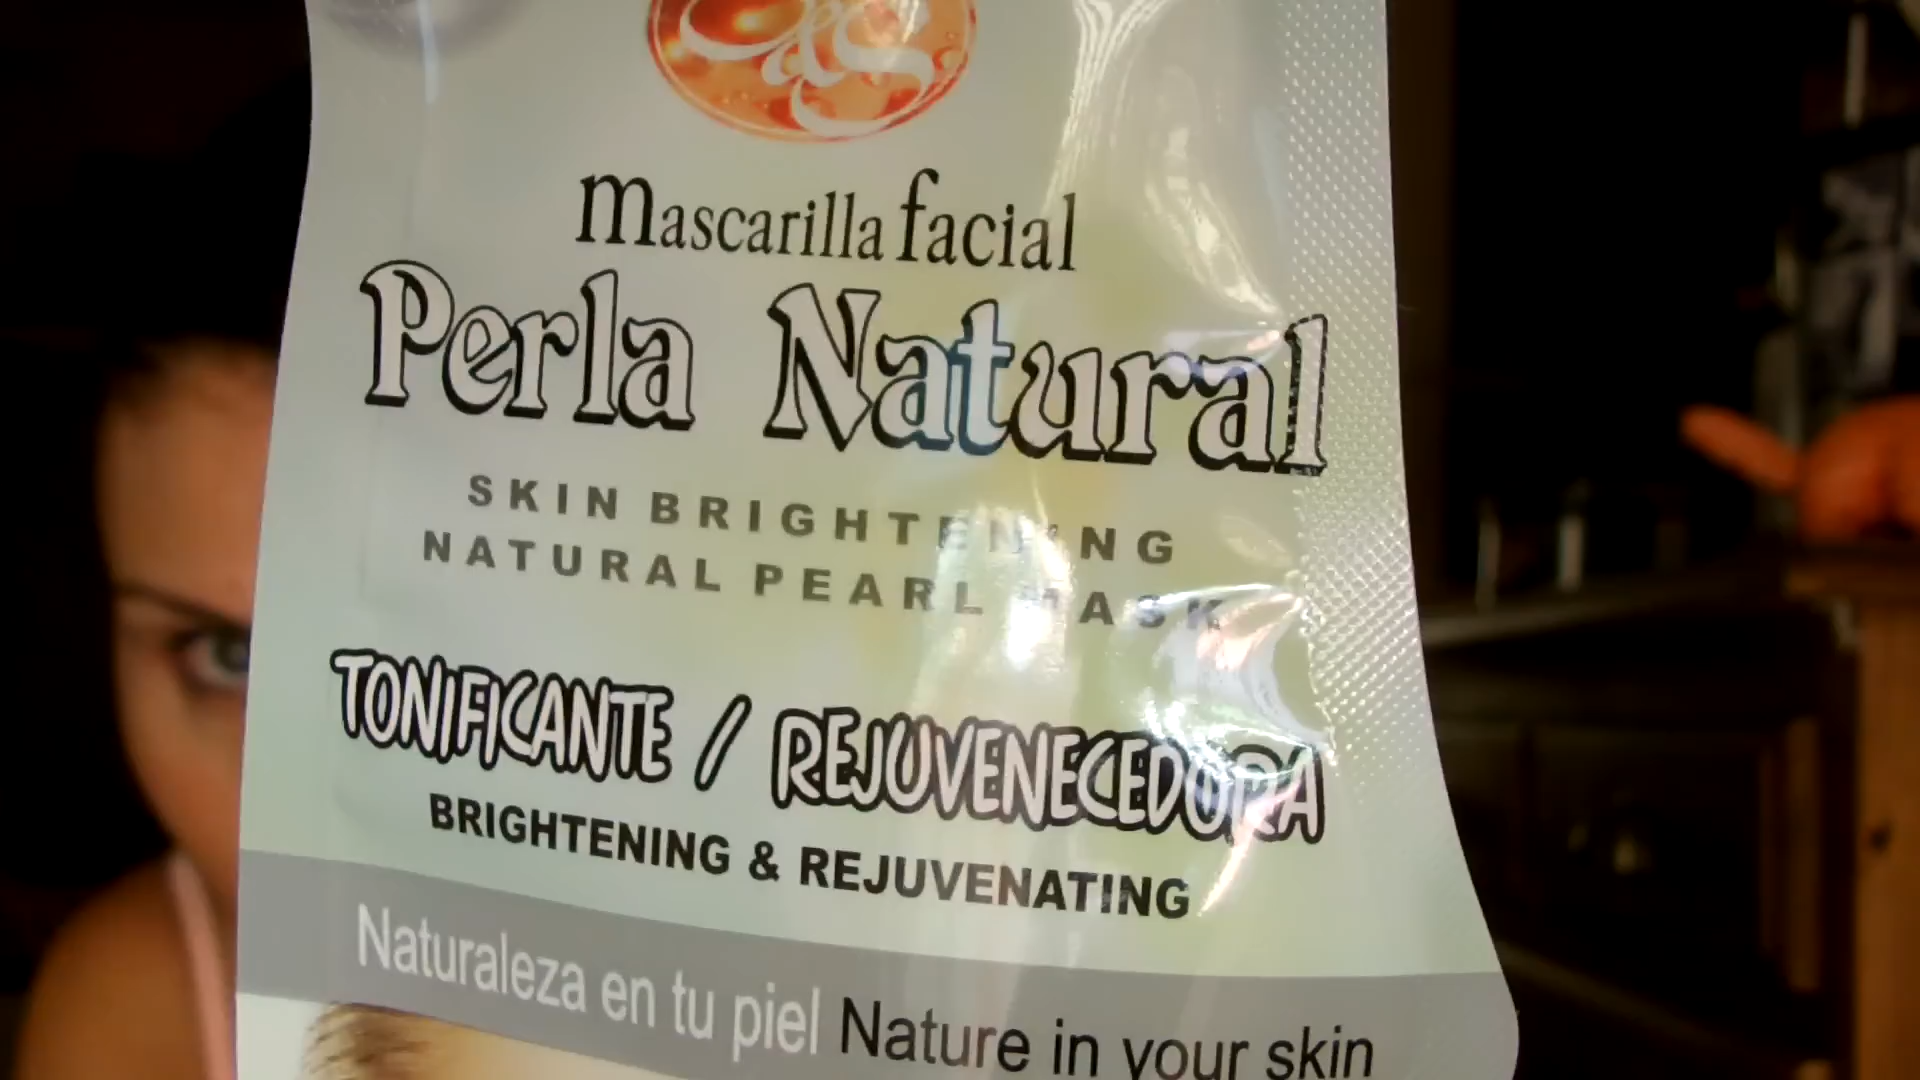 mascarilla facial
Perla Natural
SKIN BRIGHTENING
NATURAL PEARL MASK
TONIFICANTE / REJUVENECEDORA
BRIGHTENING & REJUVENATING
Naturaleza en tu piel Nature in your skin